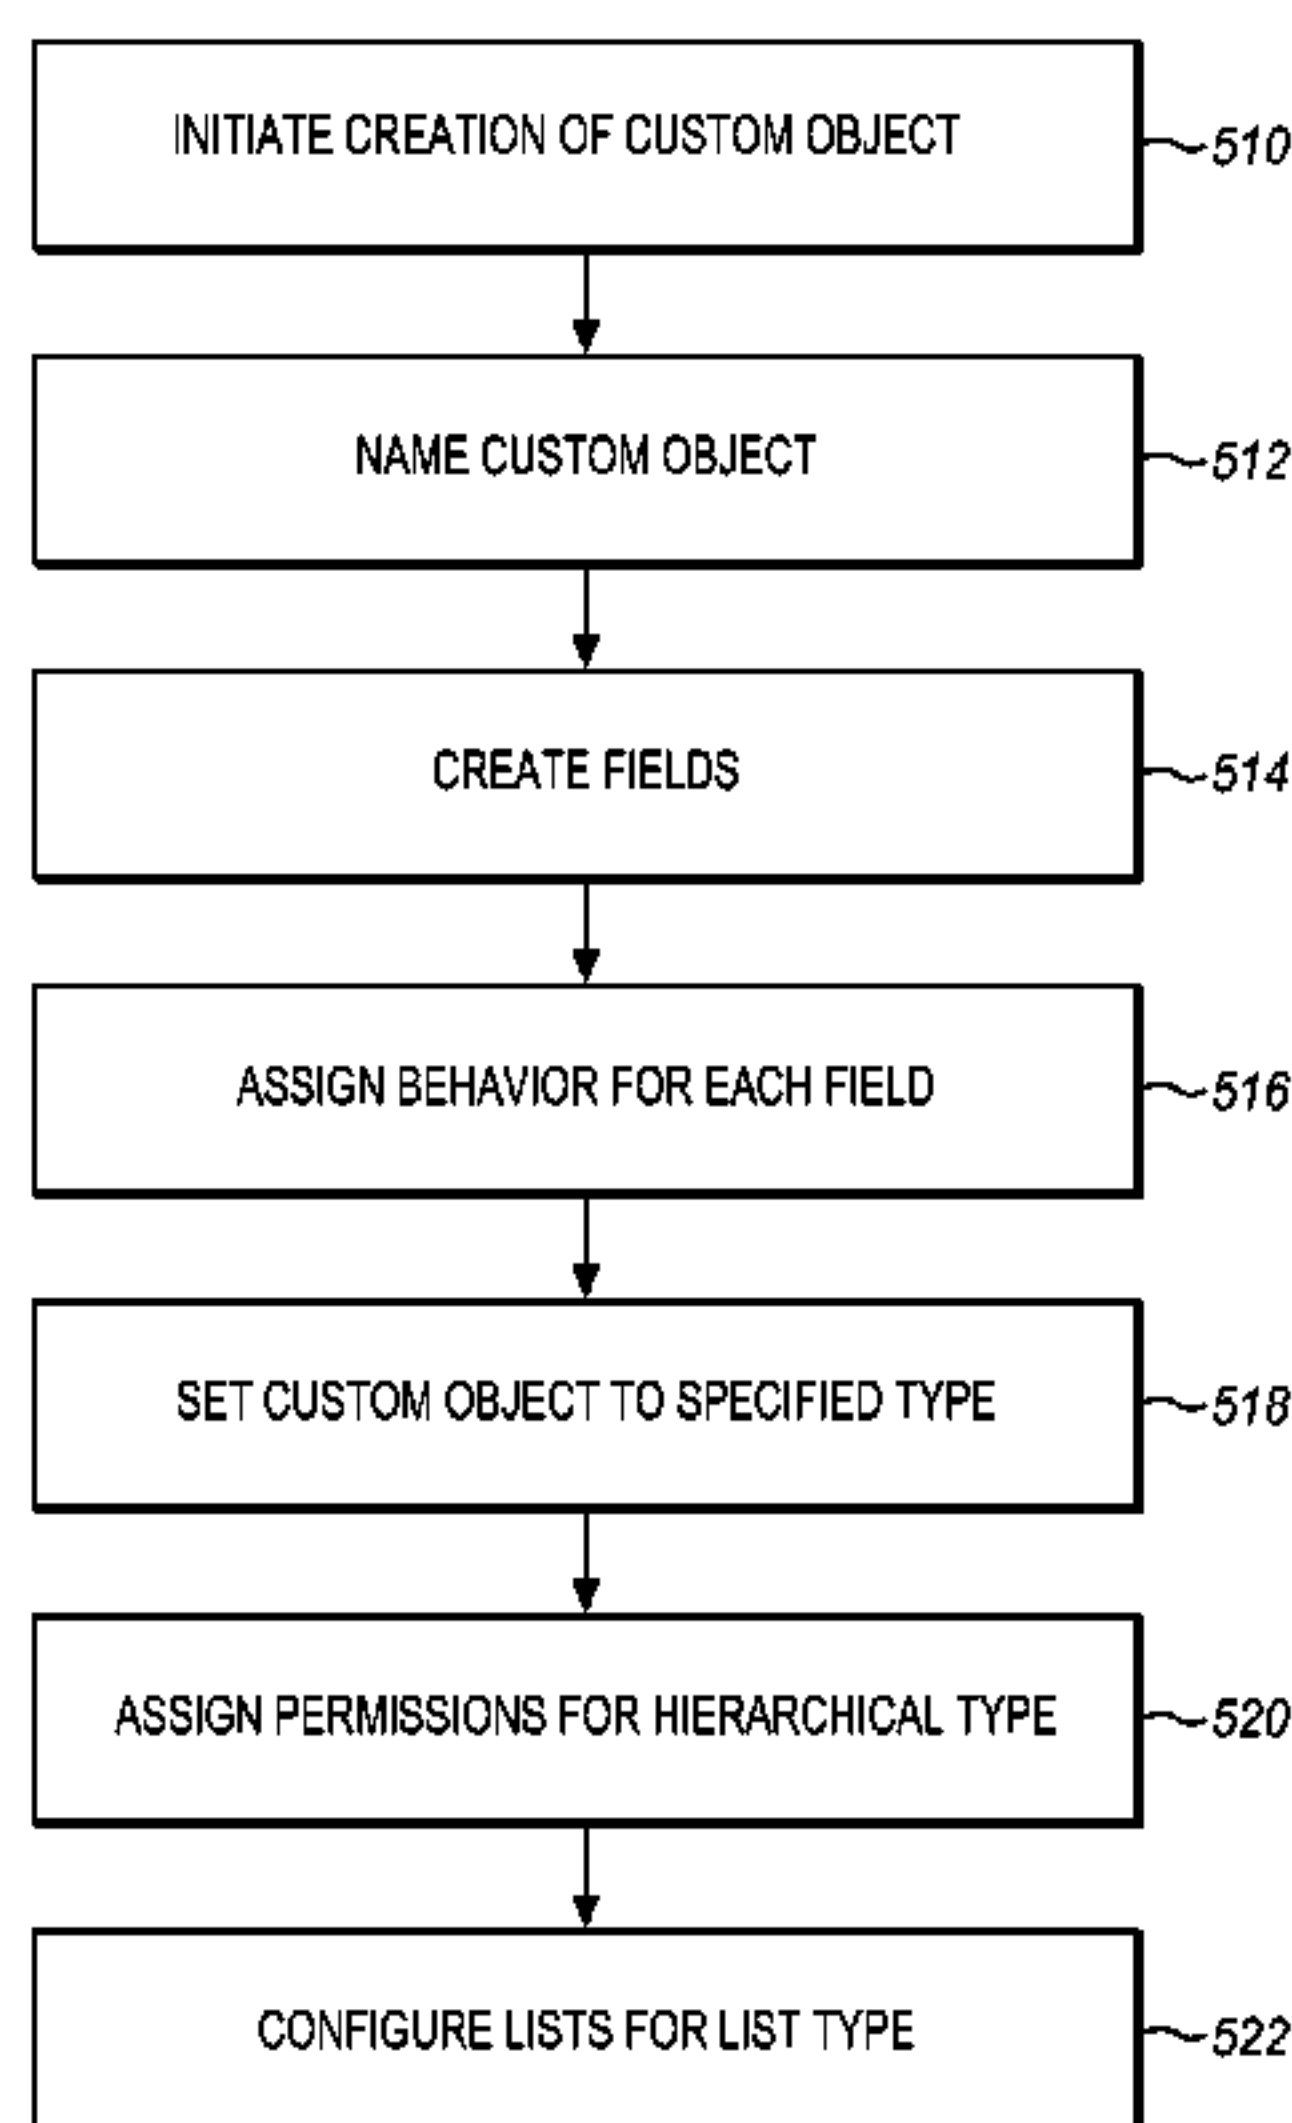 INITIATE CREATION OF CUSTOM OBJECT
510
NAME CUSTOM OBJECT
512
CREATE FIELDS
514
ASSIGN BEHAVIOR FOR EACH FIELD
516
SET CUSTOM OBJECT TO SPECIFIED TYPE
518
ASSIGN PERMISSIONS FOR HIERARCHICAL TYPE
520
CONFIGURE LISTS FOR LIST TYPE
522